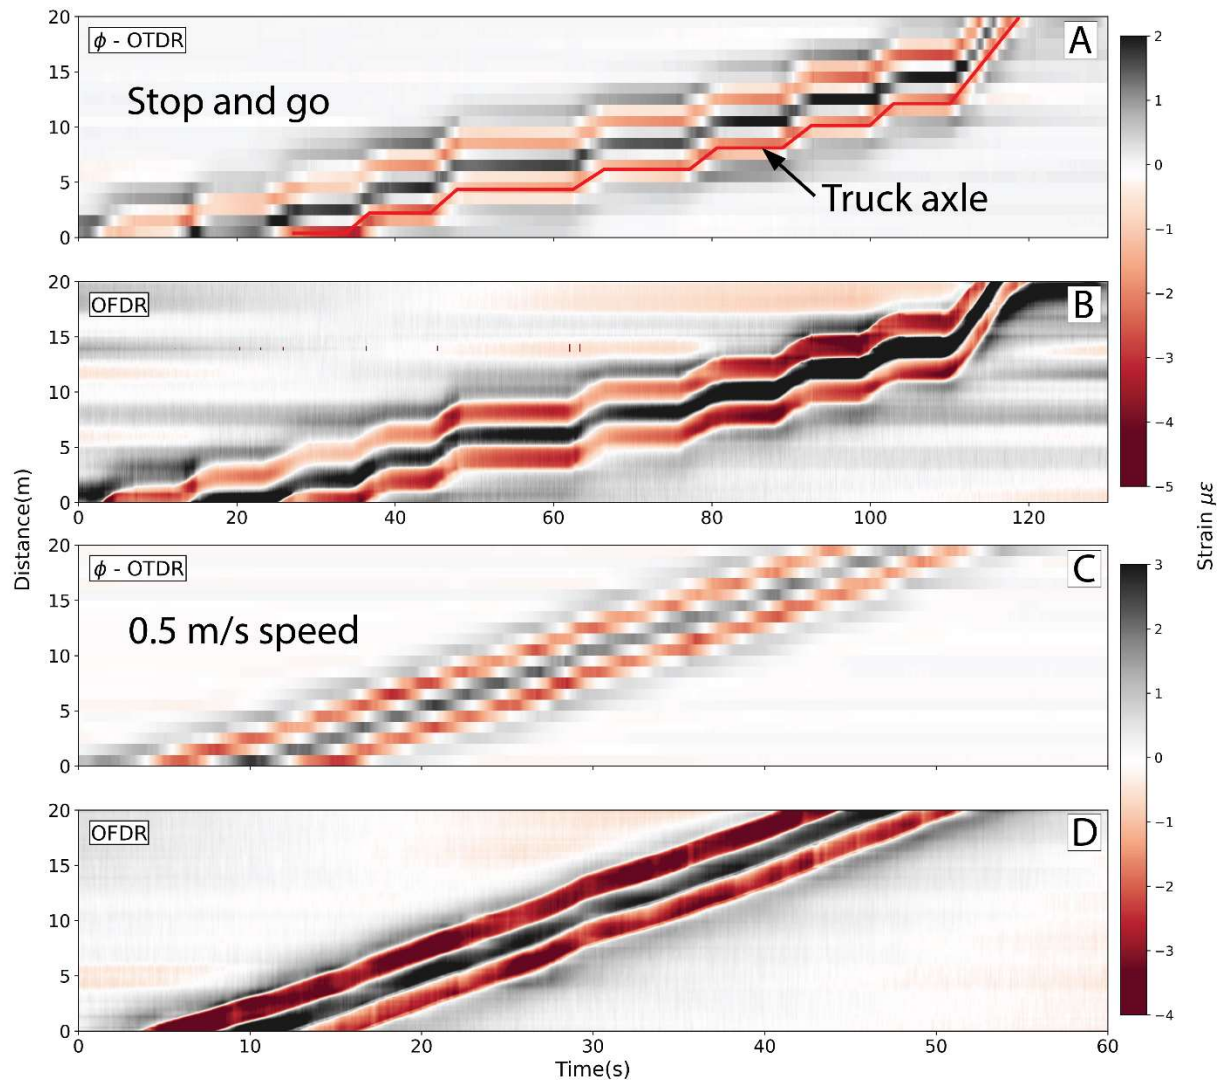 20
15
10
5
0
ϕ - OTDR
A
Stop and go
Truck axle
2
1
0
−1
−2
−3
−4
−5
20
15
10
5
0
OFDR
B
0 20 40 60 80 100 120
Distance(m)
Strain με
20
15
10
5
0
ϕ - OTDR
C
0.5 m/s speed
3
2
1
0
−1
−2
−3
−4
20
15
10
5
0
OFDR
D
0 10 20 30 40 50 60
Time(s)